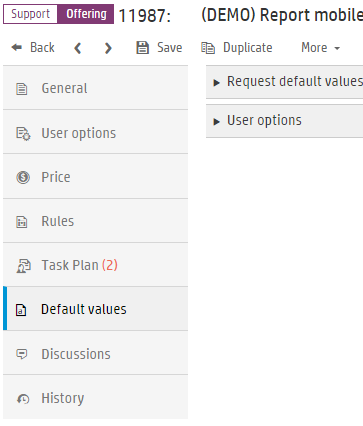 Support Offering 11987: (DEMO) Report mobile
Back Save Duplicate More
General
User options
Price
Rules
Task Plan (2)
Default values
Discussions
History
Request default values
User options